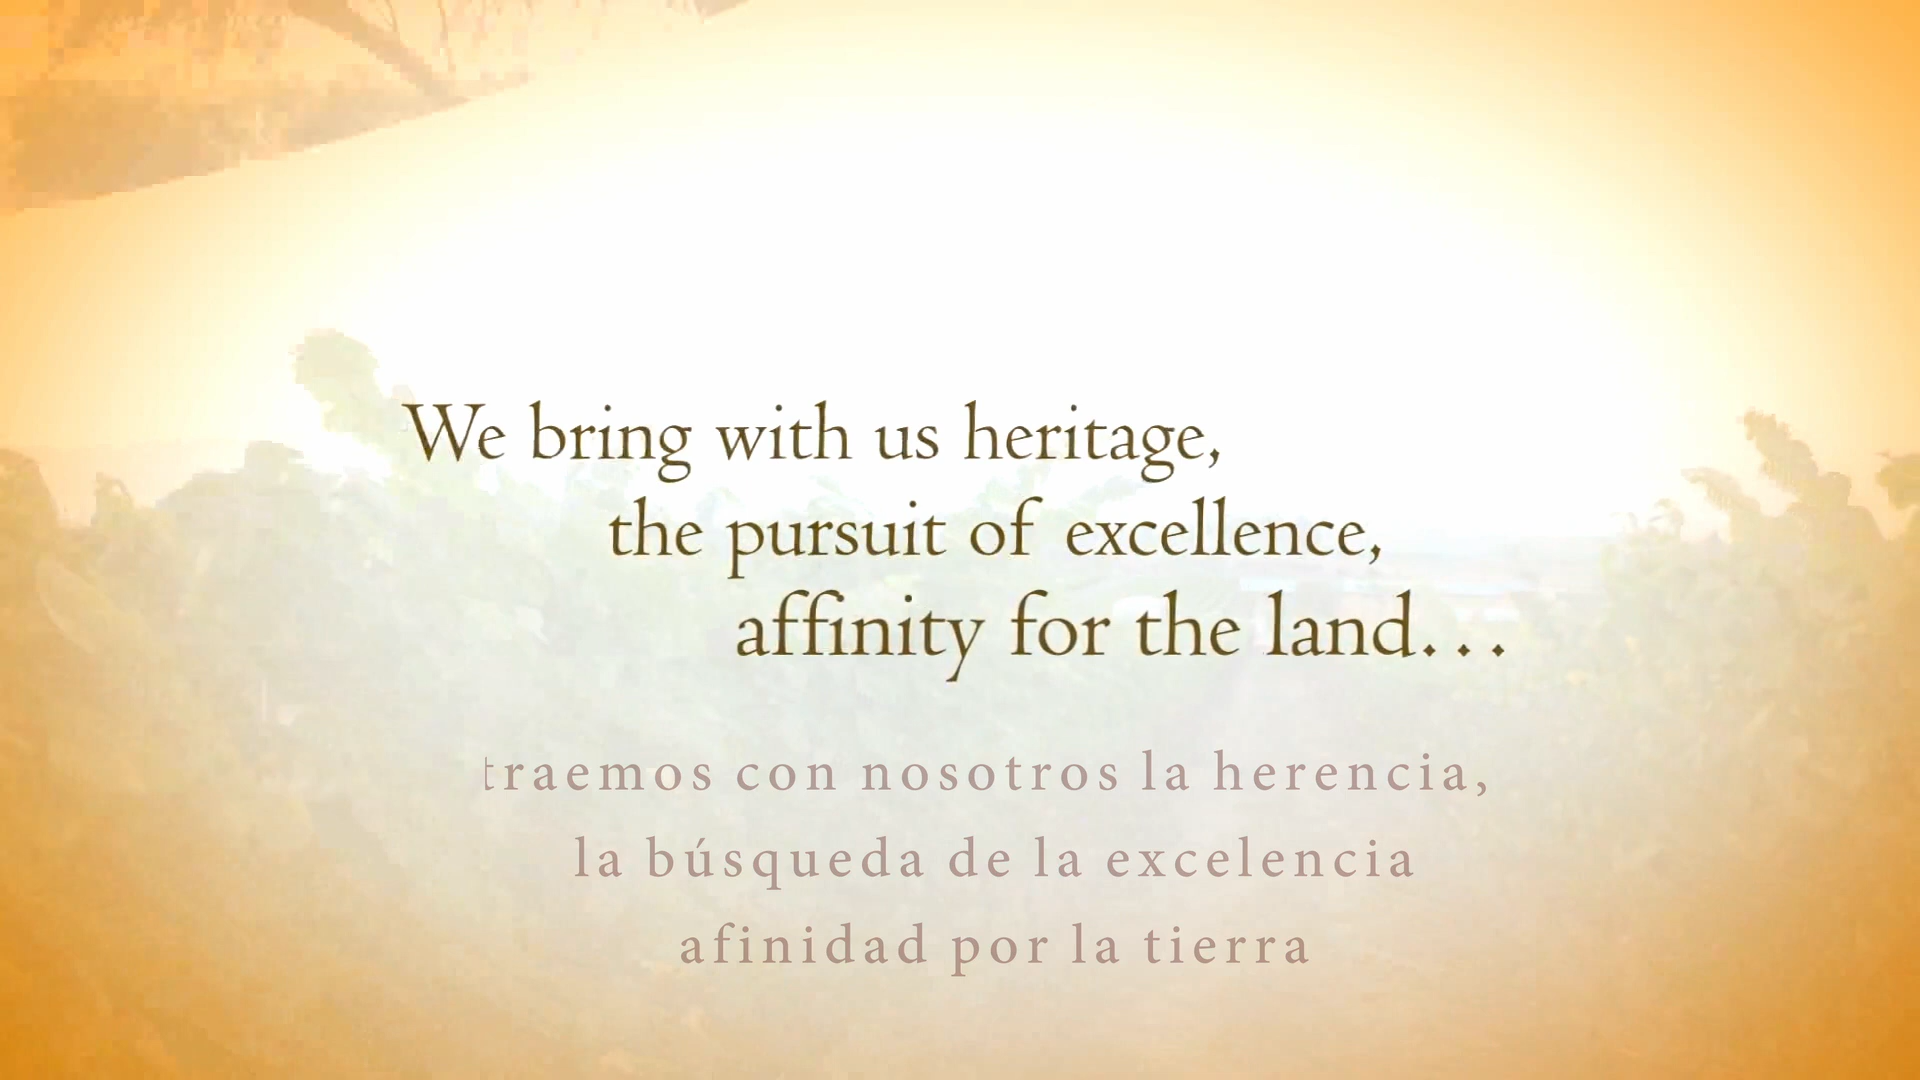 We bring with us heritage,
the pursuit of excellence,
affinity for the land...
traemos con nosotros la herencia,
la búsqueda de la excelencia
afinidad por la tierra